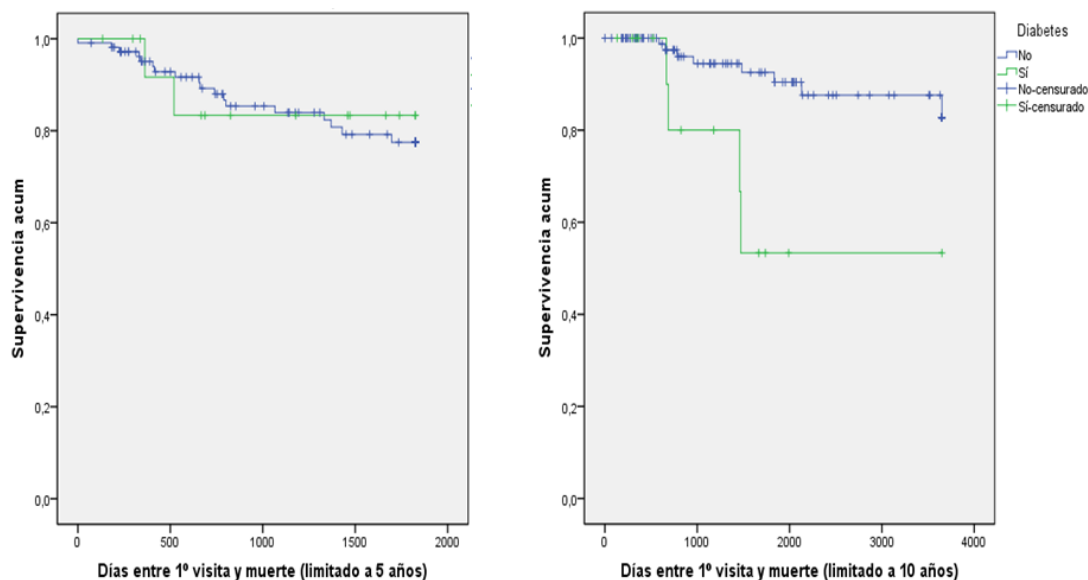 1,0
0,8
0,6
0,4
0,2
0,0
Supervivencia acum
0
500
1000
1500
2000
Días entre 1º visita y muerte (limitado a 5 años)
1,0
0,8
0,6
0,4
0,2
0,0
Supervivencia acum
0
1000
2000
3000
4000
Días entre 1º visita y muerte (limitado a 10 años)
Diabetes
No
Sí
No-censurado
Sí-censurado